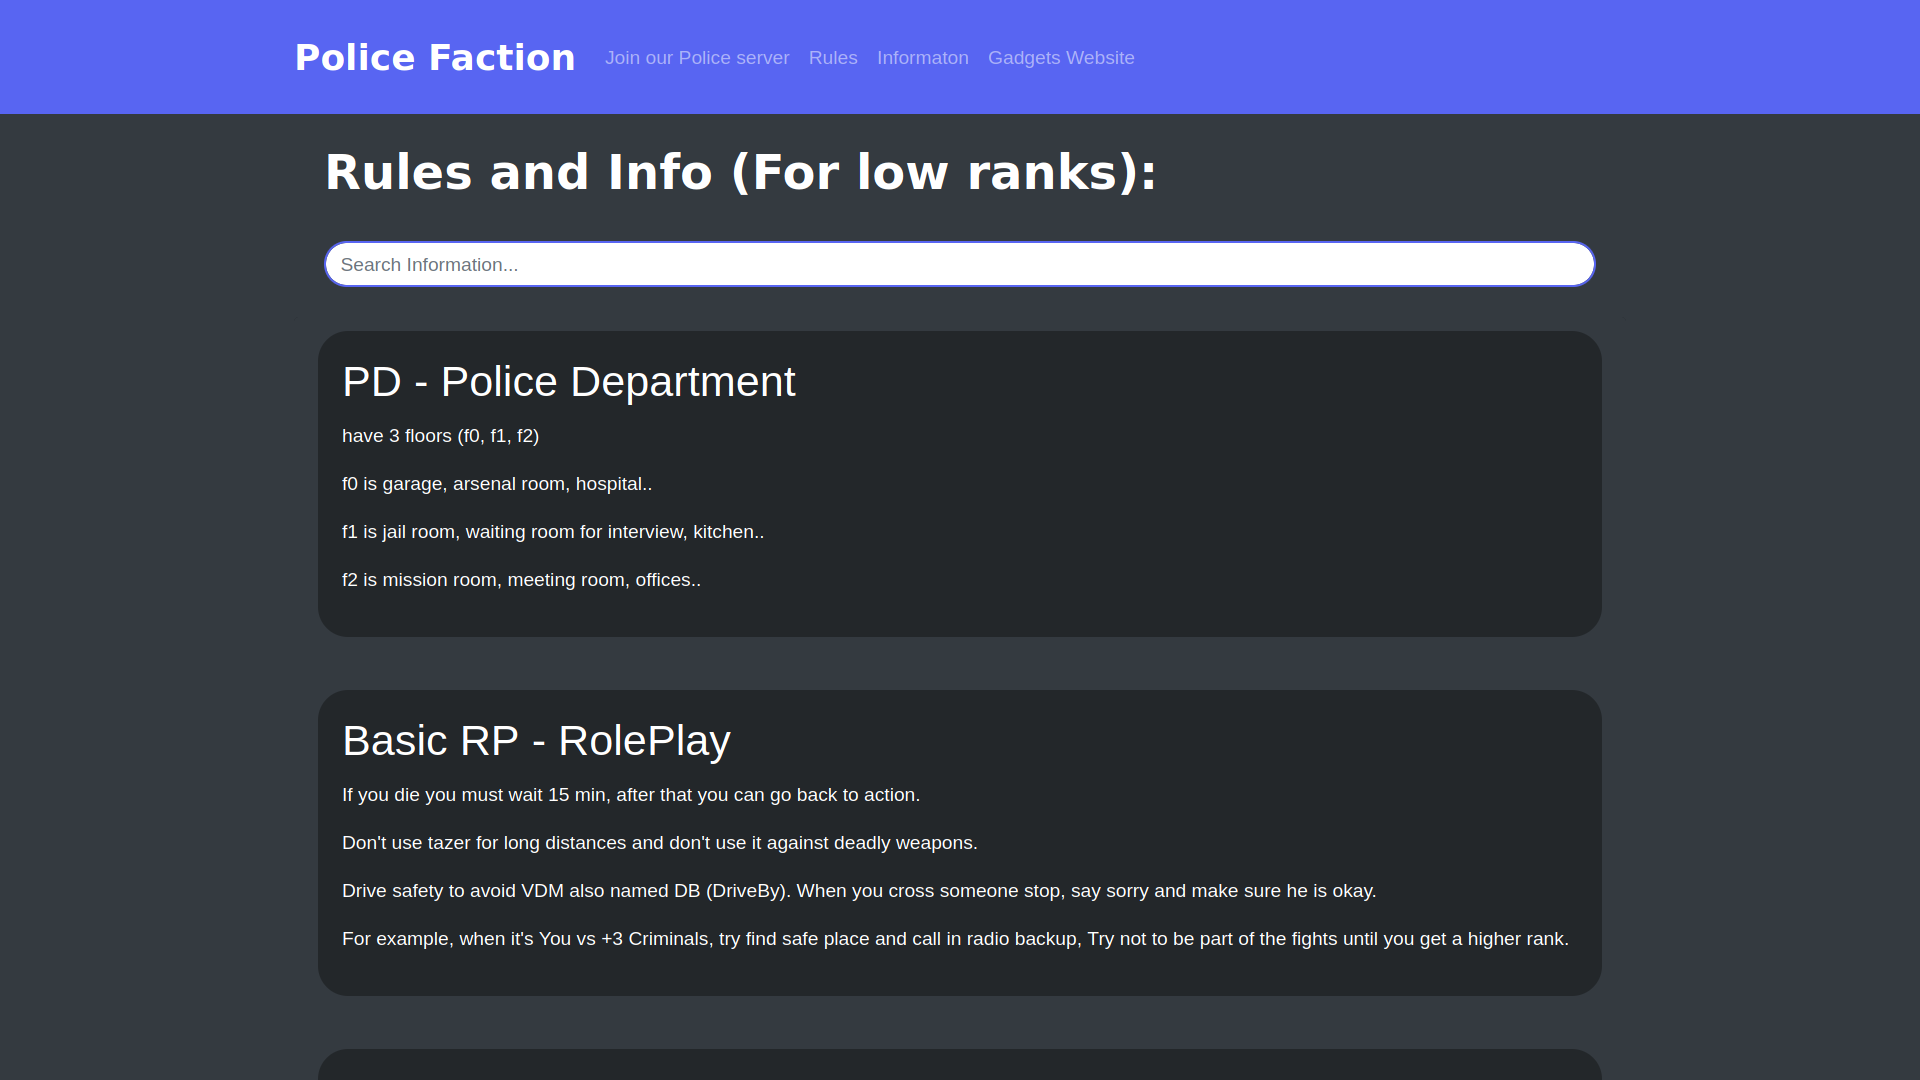 Police Faction
Join our Police server
Rules
Informaton
Gadgets Website
Rules and Info (For low ranks):
Search Information...
PD - Police Department
have 3 floors (f0, f1, f2)
f0 is garage, arsenal room, hospital..
f1 is jail room, waiting room for interview, kitchen..
f2 is mission room, meeting room, offices..
Basic RP - RolePlay
If you die you must wait 15 min, after that you can go back to action.
Don't use tazer for long distances and don't use it against deadly weapons.
Drive safety to avoid VDM also named DB (DriveBy). When you cross someone stop, say sorry and make sure he is okay.
For example, when it's You vs +3 Criminals, try find safe place and call in radio backup, Try not to be part of the fights until you get a higher rank.